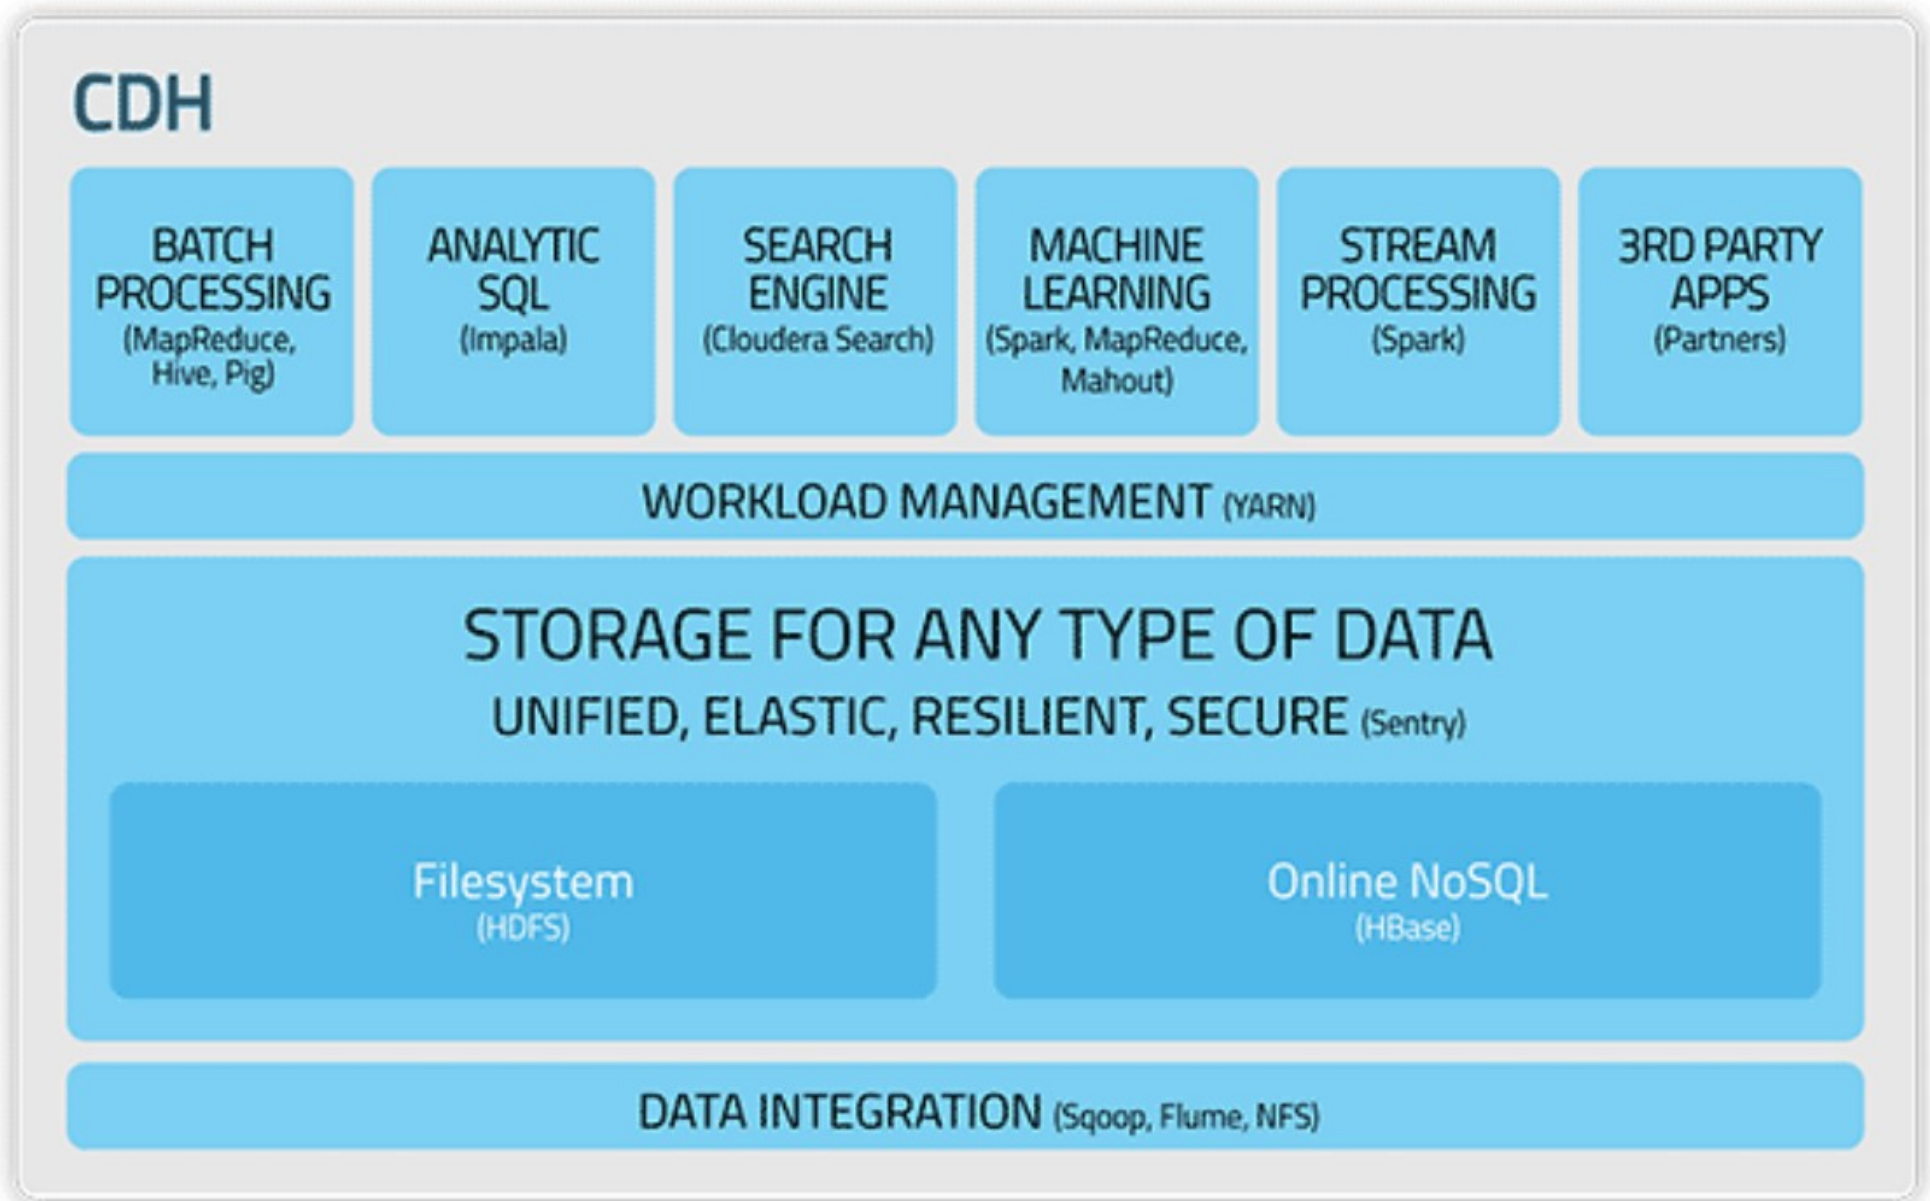 CDH
BATCH
PROCESSING
(MapReduce,
Hive, Pig)
ANALYTIC
SQL
(Impala)
SEARCH
ENGINE
(Cloudera Search)
MACHINE
LEARNING
(Spark, MapReduce,
Mahout)
STREAM
PROCESSING
(Spark)
3RD PARTY
APPS
(Partners)
WORKLOAD MANAGEMENT (YARN)
STORAGE FOR ANY TYPE OF DATA
UNIFIED, ELASTIC, RESILIENT, SECURE (Sentry)
Filesystem
(HDFS)
Online NoSQL
(HBase)
DATA INTEGRATION (Sqoop, Flume, NFS)